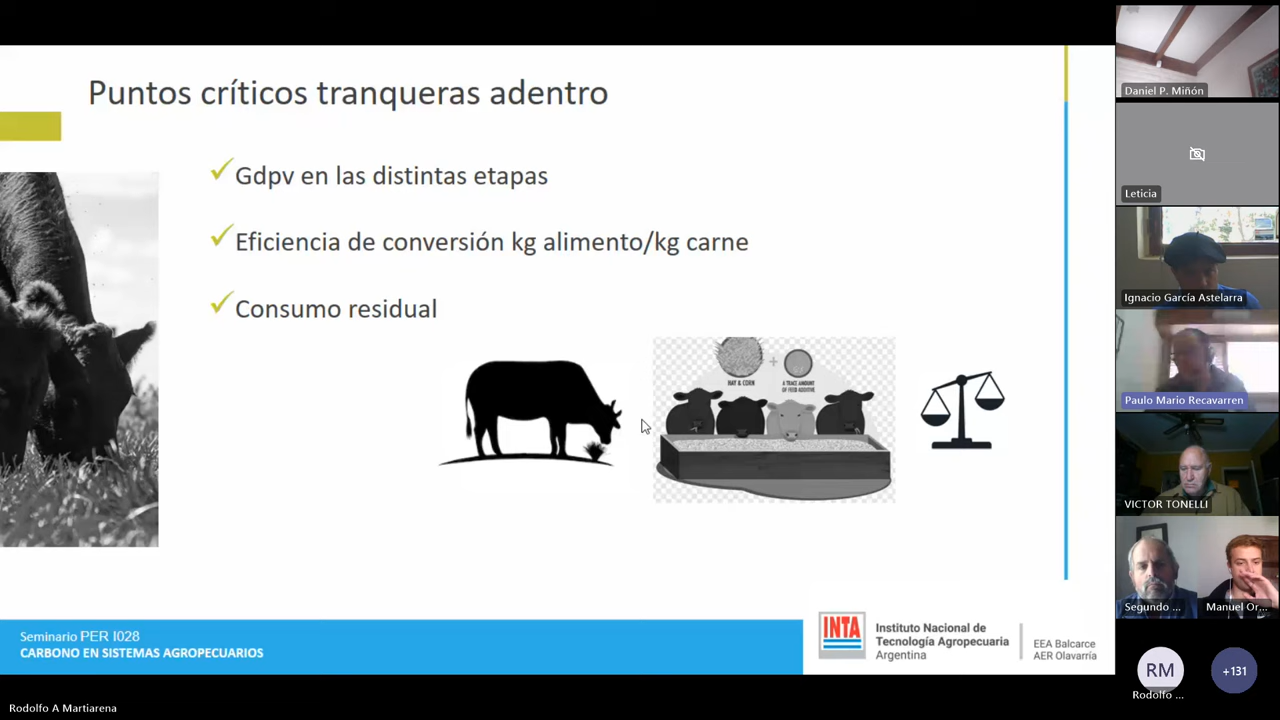 Puntos críticos tranqueras adentro
Gdpv en las distintas etapas
Eficiencia de conversión kg alimento/kg carne
Consumo residual
HAY & CORN
+
A TRACE AMOUNT
OF FEED ADDITIVE
Seminario PER I028
CARBONO EN SISTEMAS AGROPECUARIOS
INTA
Instituto Nacional de
Tecnología Agropecuaria
Argentina
EEA Balcarce
AER Olavarría
Rodolfo A Martiarena
Daniel P. Miñón
Leticia
Ignacio García Astelarra
Paulo Mario Recavarren
VICTOR TONELLI
Segundo ...
Manuel Or...
RM
Rodolfo ...
+131